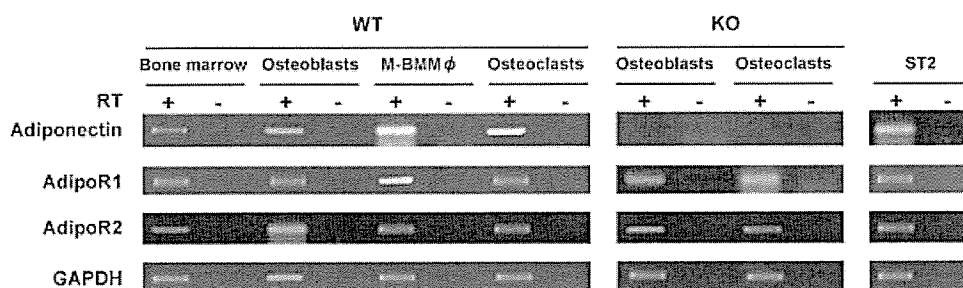 WT KO
Bone marrow Osteoblasts M-BMMϕ Osteoclasts Osteoblasts Osteoclasts ST2
RT + - + - + - + - + - + - + -
Adiponectin
AdipoR1
AdipoR2
GAPDH